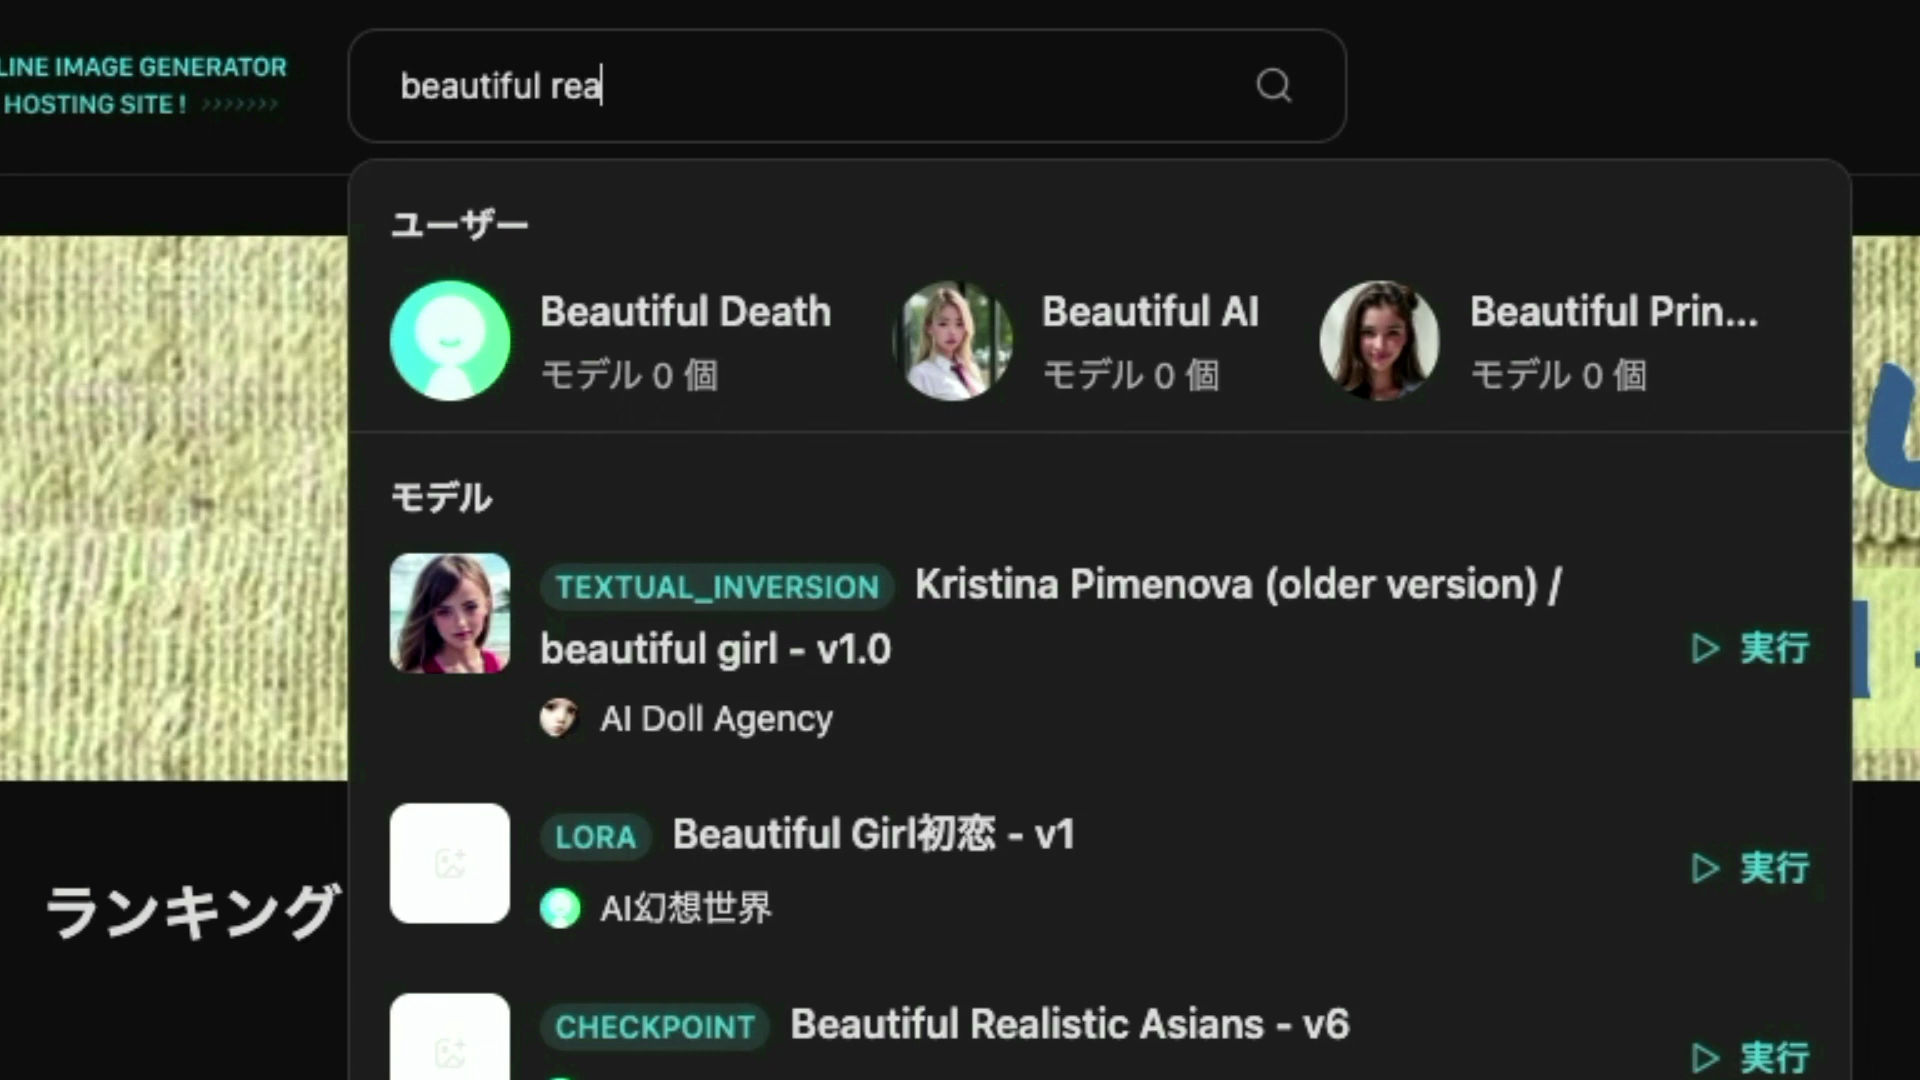 LINE IMAGE GENERATOR
HOSTING SITE ! >>>>>>>
beautiful rea
ユーザー
Beautiful Death
モデル 0 個
Beautiful AI
モデル 0 個
Beautiful Prin...
モデル 0 個
モデル
TEXTUAL_INVERSION Kristina Pimenova (older version) /
beautiful girl - v1.0
実行
AI Doll Agency
LORA Beautiful Girl初恋 - v1
実行
AI幻想世界
ランキング
CHECKPOINT Beautiful Realistic Asians - v6
実行